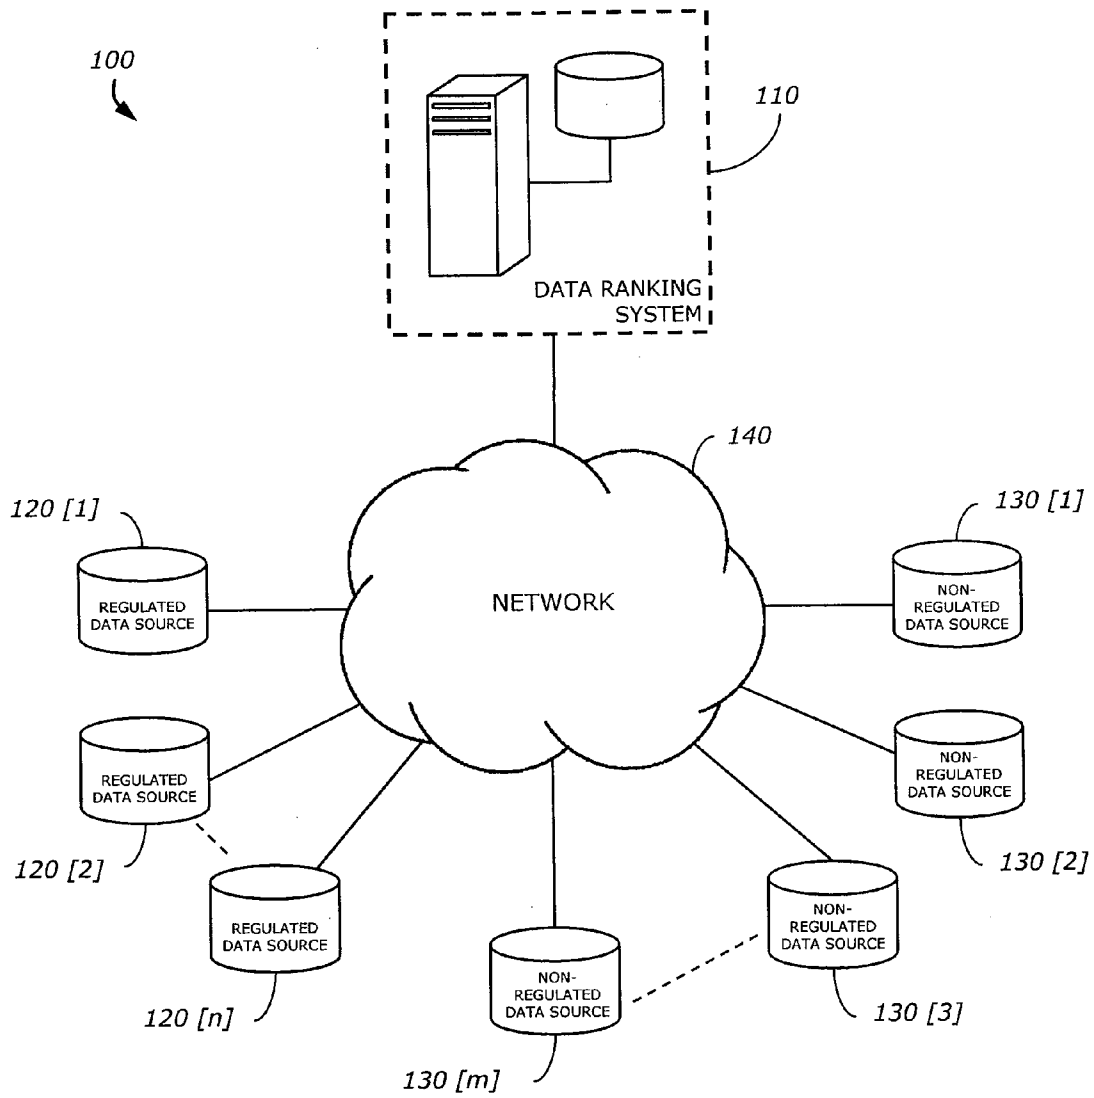 100
110
DATA RANKING
SYSTEM
140
120 [1]
130 [1]
REGULATED
DATA SOURCE
NETWORK
NON-
REGULATED
DATA SOURCE
REGULATED
DATA SOURCE
NON-
REGULATED
DATA SOURCE
120 [2]
130 [2]
REGULATED
DATA SOURCE
NON-
REGULATED
DATA SOURCE
NON-
REGULATED
DATA SOURCE
120 [n]
130 [3]
130 [m]